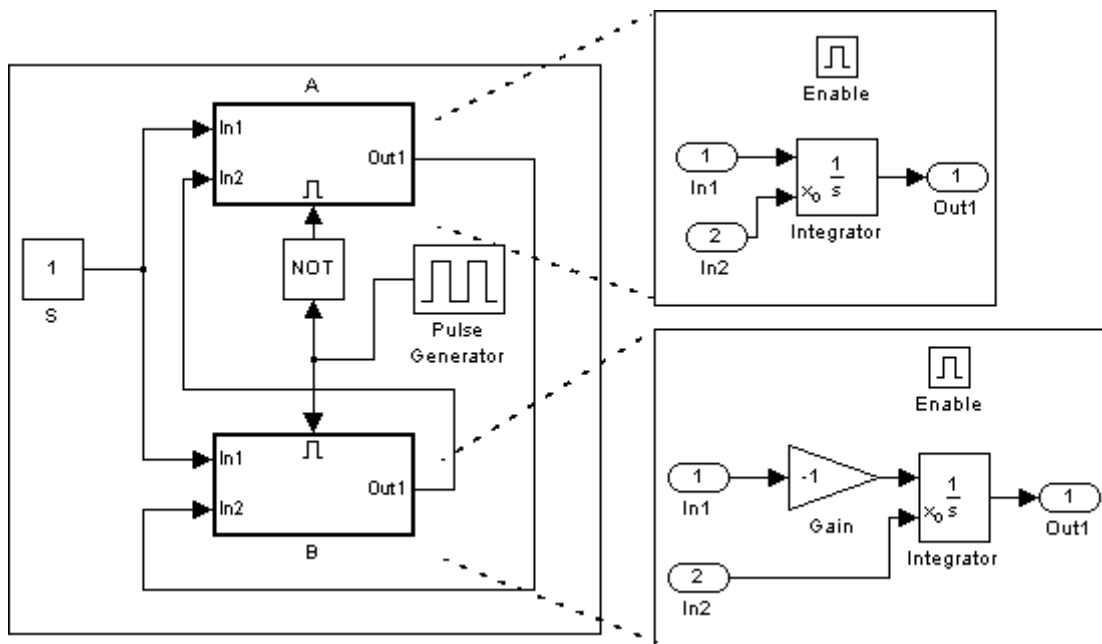 A
In1
In2
Out1
1
S
NOT
Pulse
Generator
In1
In2
Out1
B
Enable
1
In1
2
In2
x0
1
s
Integrator
1
Out1
Enable
1
In1
-1
Gain
2
In2
x0
1
s
Integrator
1
Out1